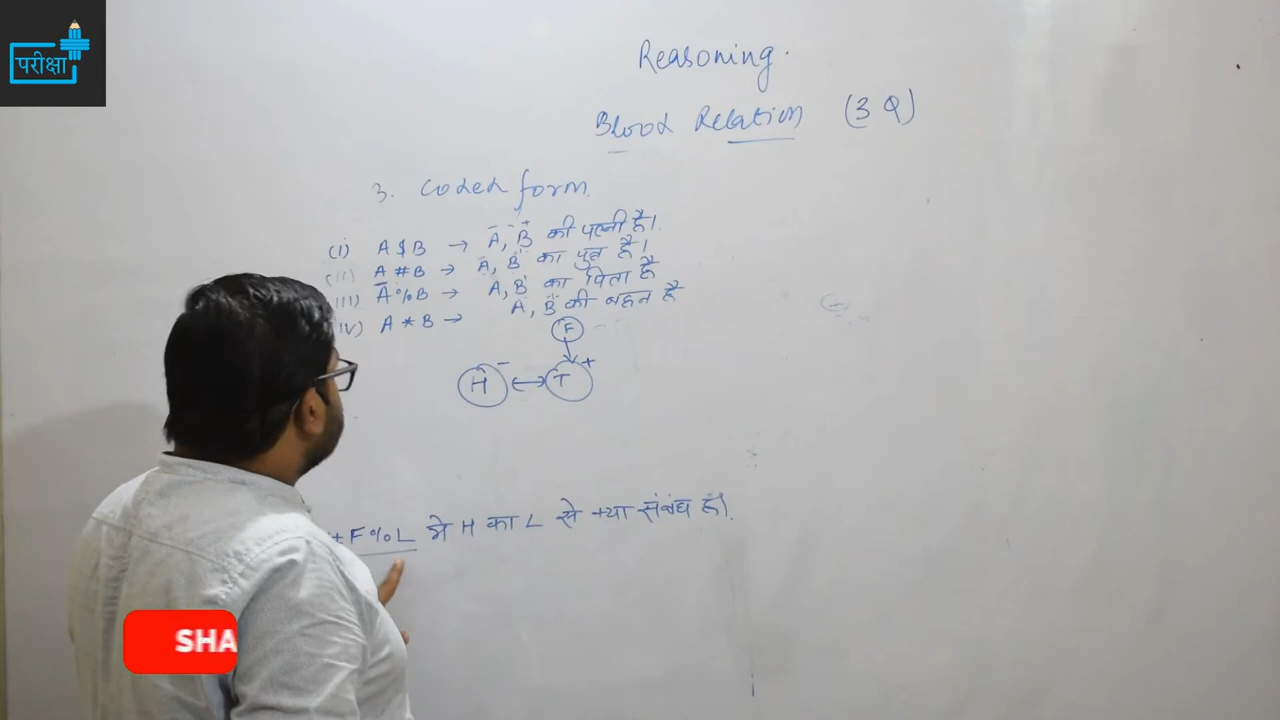 परीक्षा
Reasoning.
Blood Relation (3 Q)
3. Coded form.
(I) A $ B → A, B की पत्नी है।
(II) A # B → A, B का पुत्र है।
III) A % B → A, B का पिता है
IV) A * B → A, B की बहन है
F
H ↔ T +
F % L मे H का L से क्या संबंध है।
SHA